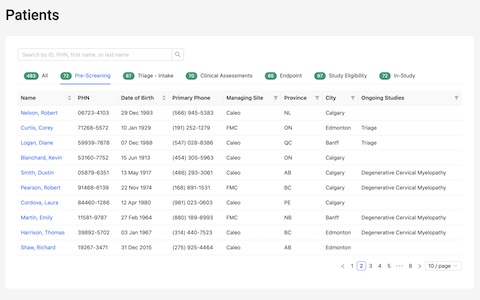 Patients
Search by ID, PHN, first name, or last name
483 All 72 Pre-Screening 87 Triage - Intake 70 Clinical Assessments 85 Endpoint 97 Study Eligibility 72 In-Study
Name PHN Date of Birth Primary Phone Managing Site Province City Ongoing Studies
Nelson, Robert 06723-4103 29 Dec 1993 (566) 945-5383 Caleo NL Calgary
Curtis, Corey 71268-5572 10 Jan 1929 (191) 252-1279 FMC ON Edmonton Triage
Logan, Diane 59939-7878 07 Dec 1988 (547) 028-8386 Caleo QC Banff Triage
Blanchard, Kevin 53160-7752 15 Jun 1913 (454) 305-5963 Caleo ON Calgary
Smith, Dustin 05879-6351 13 May 1917 (486) 293-3061 Caleo AB Calgary Degenerative Cervical Myelopathy
Pearson, Robert 91468-6139 22 Nov 1974 (168) 891-1531 FMC BC Calgary Degenerative Cervical Myelopathy
Cordova, Laura 84460-1286 12 Apr 1980 (981) 023-0603 Caleo PE Calgary
Martin, Emily 11581-9787 27 Feb 1964 (880) 189-8993 FMC NB Banff Degenerative Cervical Myelopathy
Harrison, Thomas 39892-5702 03 Jan 1967 (314) 440-7523 Caleo BC Calgary Degenerative Cervical Myelopathy
Shaw, Richard 19267-3471 31 Dec 2015 (275) 925-4464 Caleo AB Edmonton
1 2 3 4 5 ••• 8 10 / page